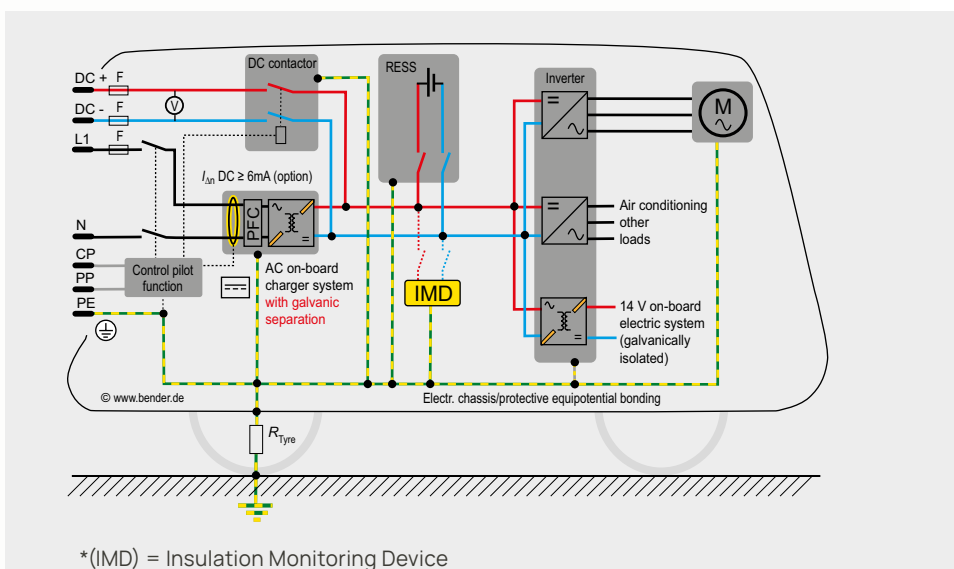 DC contactor
RESS
Inverter
DC + F
V
DC - F
L1 F
M
I∆n DC ≥ 6mA (option)
PFC
N
CP
PP
PE
Control pilot
function
AC on-board
charger system
with galvanic
separation
IMD
Air conditioning
other
loads
14 V on-board
electric system
(galvanically
isolated)
© www.bender.de
Electr. chassis/protective equipotential bonding
RTyre
*(IMD) = Insulation Monitoring Device